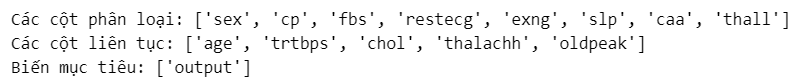 Các cột phân loại: ['sex', 'cp', 'fbs', 'restecg', 'exng', 'slp', 'caa', 'thall']
Các cột liên tục: ['age', 'trtbps', 'chol', 'thalachh', 'oldpeak']
Biến mục tiêu: ['output']